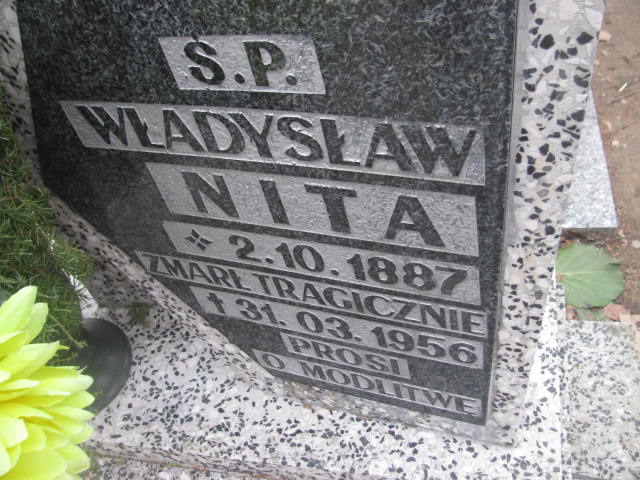 Ś.P.
WŁADYSŁAW
NITA
✲ 2.10.1887
ZMARŁ TRAGICZNIE
† 31.03.1956
PROSI
O MODLITWĘ